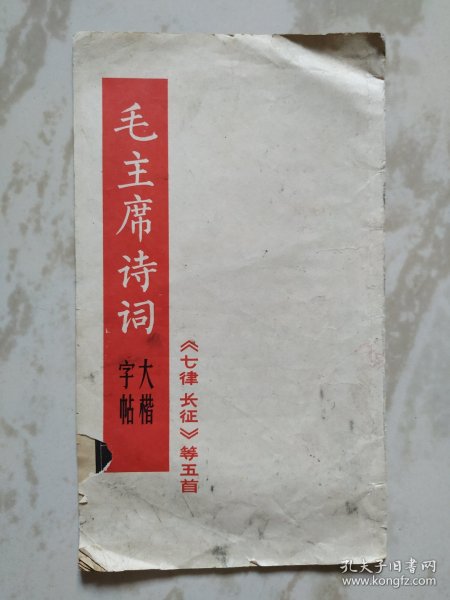 毛主席诗词
大楷
字帖
《七律 长征》等五首
孔夫子旧书网
www.kongfz.com